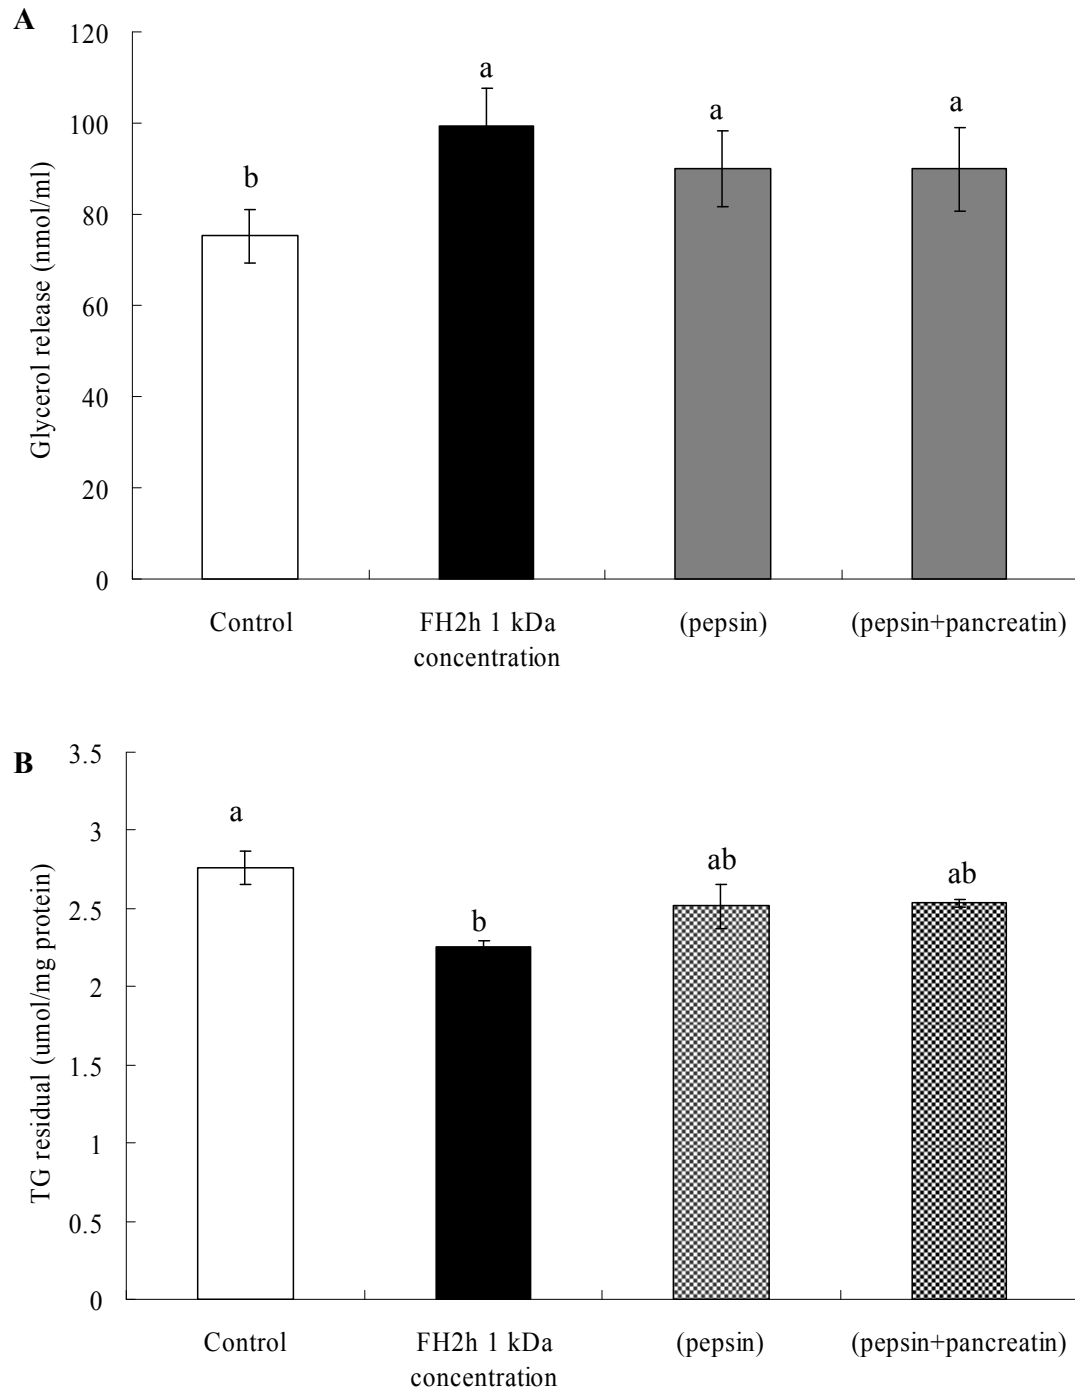 A
Glycerol release (nmol/ml)
120
100
80
60
40
20
0
b
a
a
a
Control
FH2h 1 kDa
concentration
(pepsin)
(pepsin+pancreatin)
B
TG residual (umol/mg protein)
3.5
3
2.5
2
1.5
1
0.5
0
a
b
ab
ab
Control
FH2h 1 kDa
concentration
(pepsin)
(pepsin+pancreatin)